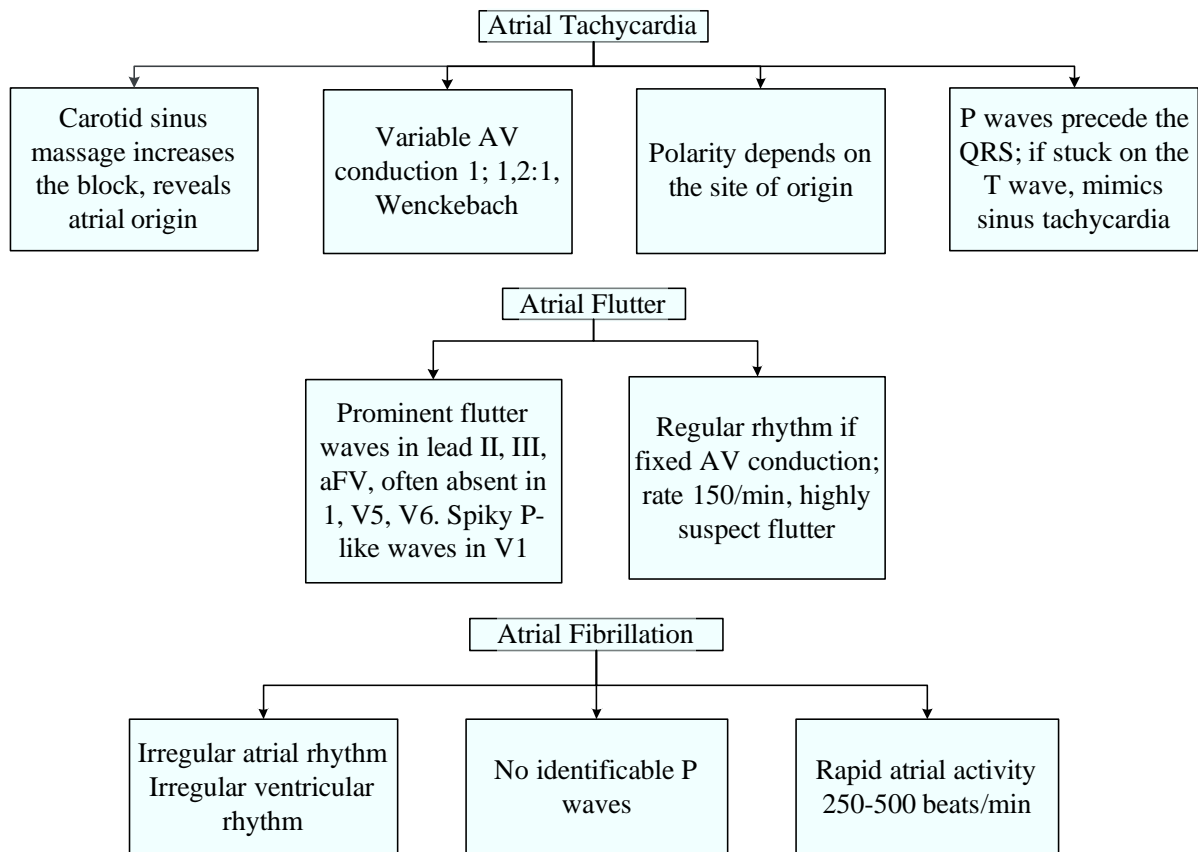 Atrial Tachycardia
Carotid sinus
massage increases
the block, reveals
atrial origin
Variable AV
conduction 1; 1,2:1,
Wenckebach
Polarity depends on
the site of origin
P waves precede the
QRS; if stuck on the
T wave, mimics
sinus tachycardia
Atrial Flutter
Prominent flutter
waves in lead II, III,
aFV, often absent in
1, V5, V6. Spiky P-
like waves in V1
Regular rhythm if
fixed AV conduction;
rate 150/min, highly
suspect flutter
Atrial Fibrillation
Irregular atrial rhythm
Irregular ventricular
rhythm
No identificable P
waves
Rapid atrial activity
250-500 beats/min